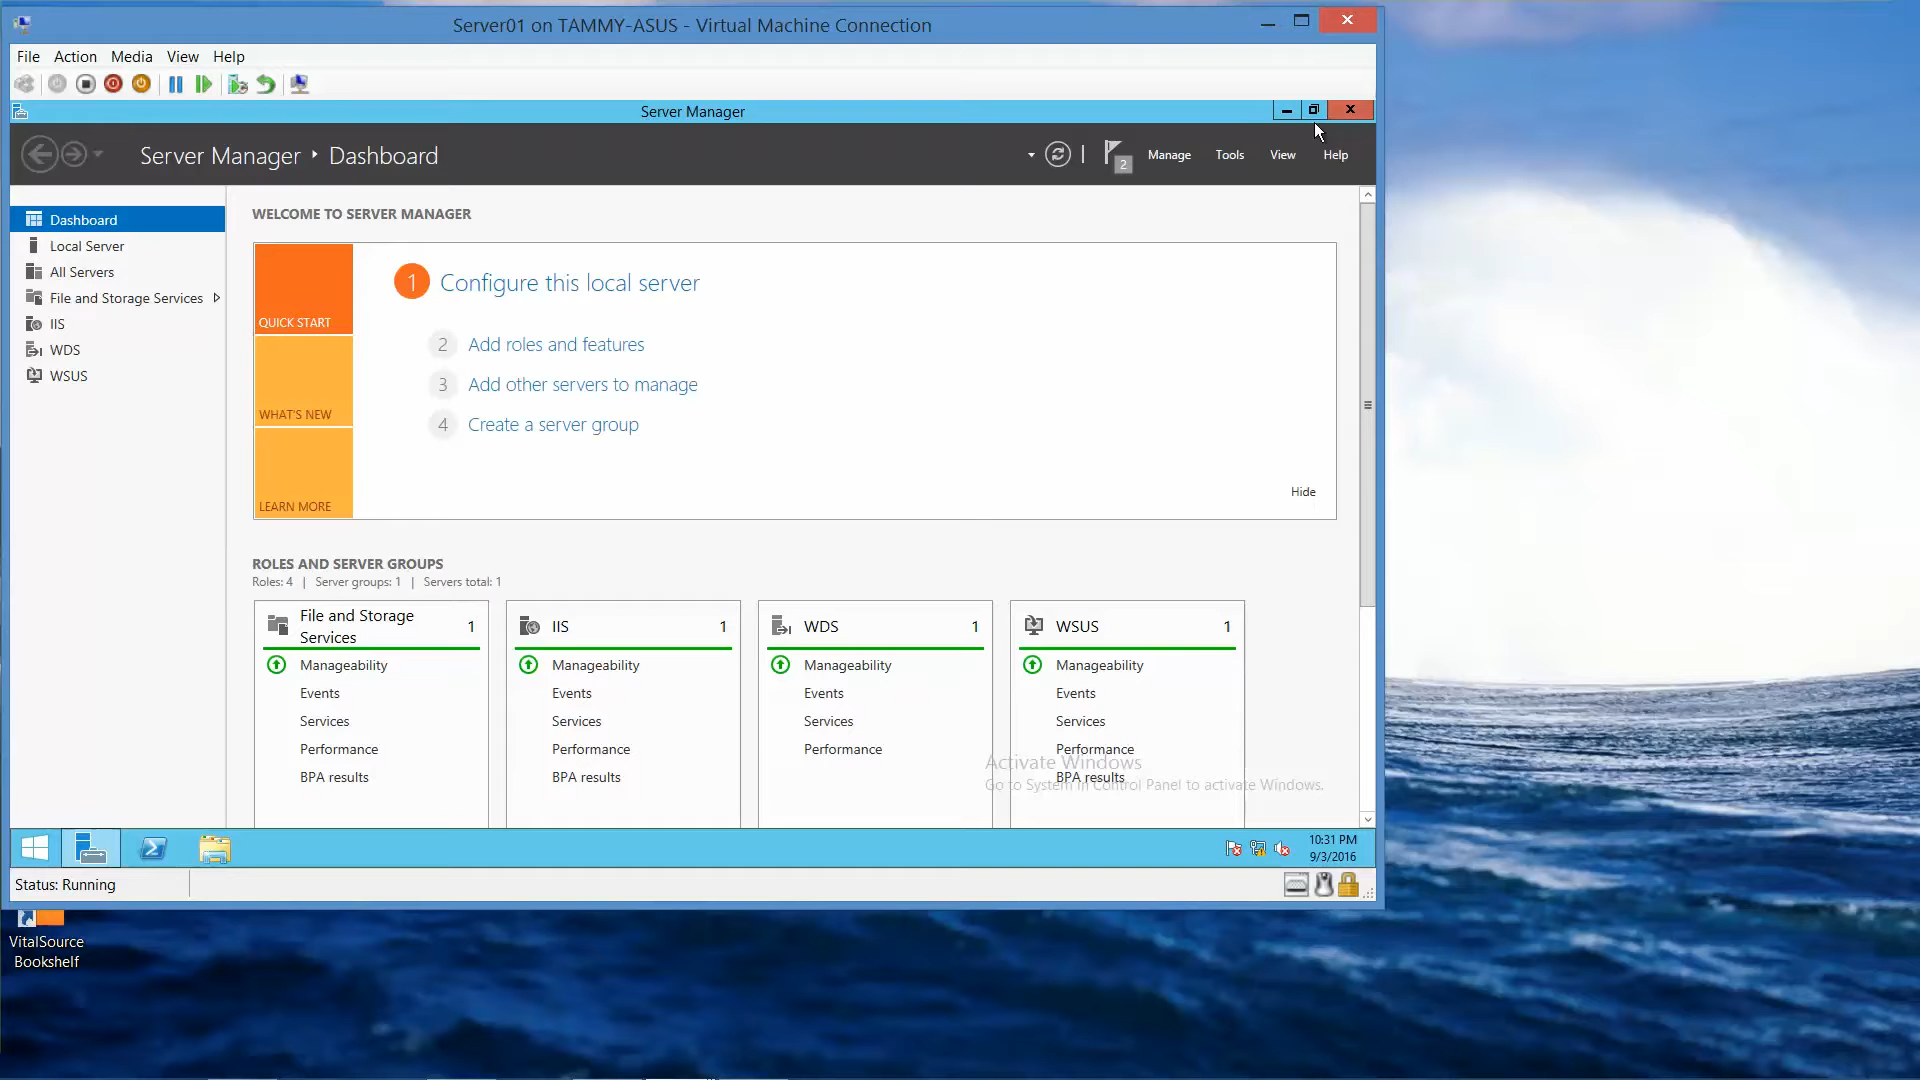 Server01 on TAMMY-ASUS - Virtual Machine Connection
File Action Media View Help
Server Manager
Server Manager Dashboard
2 Manage Tools View Help
Dashboard
Local Server
All Servers
File and Storage Services
IIS
WDS
WSUS
WELCOME TO SERVER MANAGER
QUICK START
WHAT'S NEW
LEARN MORE
1 Configure this local server
2 Add roles and features
3 Add other servers to manage
4 Create a server group
Hide
ROLES AND SERVER GROUPS
Roles: 4 | Server groups: 1 | Servers total: 1
File and Storage
Services 1
Manageability
Events
Services
Performance
BPA results
IIS 1
Manageability
Events
Services
Performance
BPA results
WDS 1
Manageability
Events
Services
Performance
WSUS 1
Manageability
Events
Services
Performance
BPA results
Activate Windows
Go to System in Control Panel to activate Windows.
10:31 PM
9/3/2016
Status: Running
VitalSource
Bookshelf